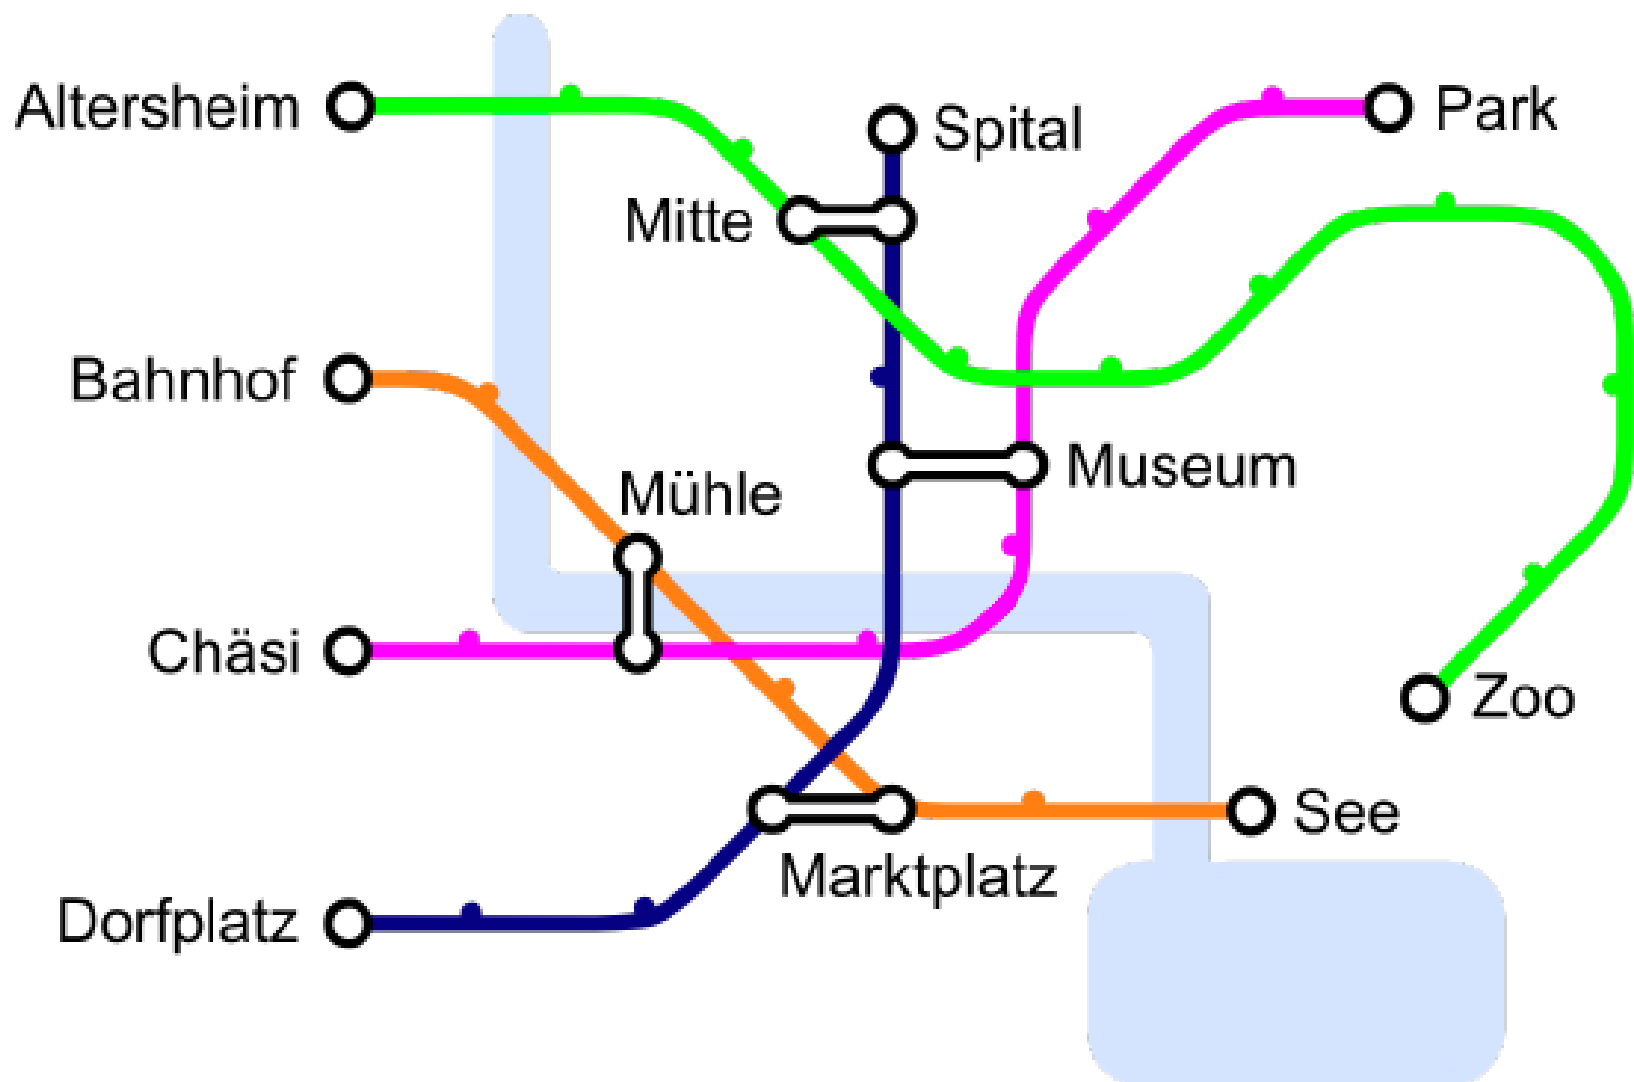 Altersheim
Spital
Park
Mitte
Bahnhof
Museum
Mühle
Chäsi
Zoo
See
Marktplatz
Dorfplatz